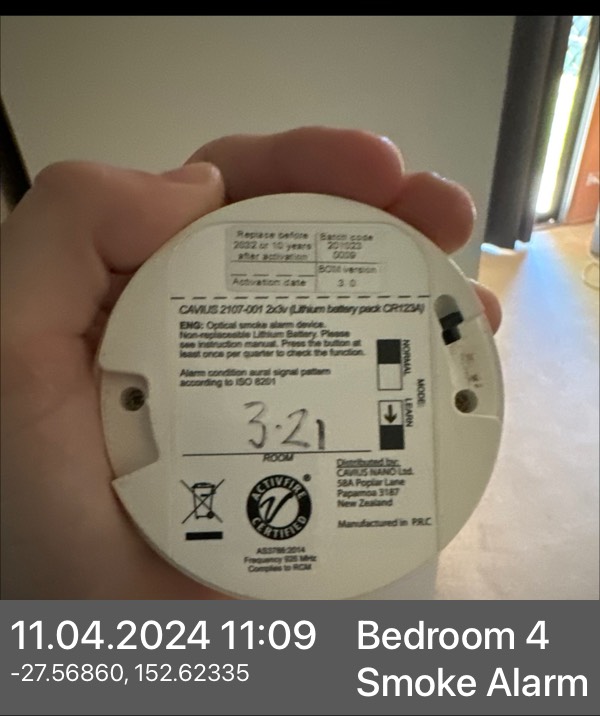 Replace before
2032 or 10 years
after activation
Activation date
Batch code
201023
0009
BOM version
3.0
CAVIUS 2107-001 2x3v (Lithium battery pack CR123A)
ENG: Optical smoke alarm device.
Non-replaceable Lithium Battery. Please
see instruction manual. Press the button at
least once per quarter to check the function.
Alarm condition aural signal pattern
according to ISO 8201
NORMAL
MODE:
LEARN
3.21
ROOM
ACTIVFIRE
CERTIFIED
®
AS3786:2014
Frequency 926 MHz
Complies to RCM
Distributed by:
CAVIUS NANO Ltd.
58A Poplar Lane
Papamoa 3187
New Zealand
Manufactured in P.R.C
11.04.2024 11:09
-27.56860, 152.62335
Bedroom 4
Smoke Alarm